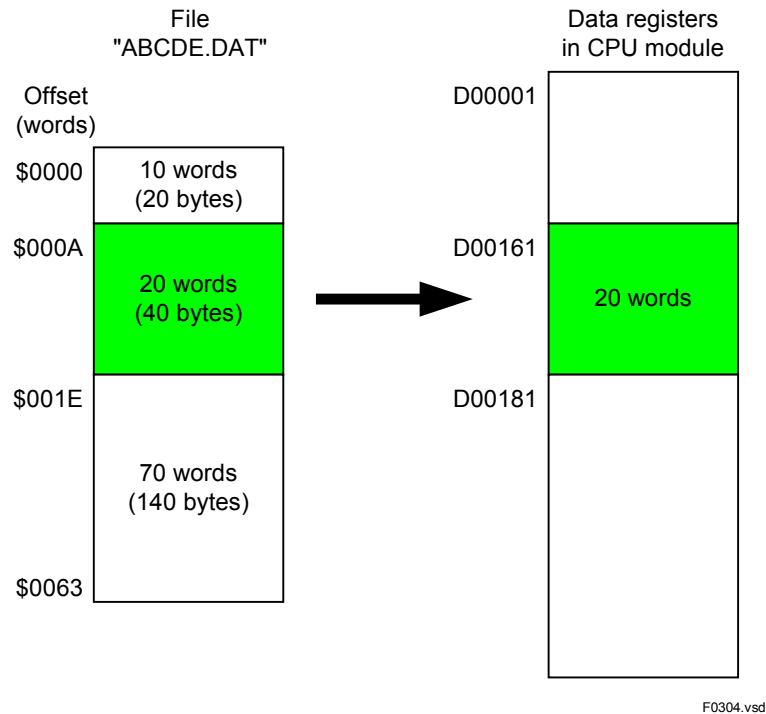 File
"ABCDE.DAT"
Data registers
in CPU module
Offset
(words)
D00001
$0000
10 words
(20 bytes)
$000A
20 words
(40 bytes)
D00161
20 words
$001E
D00181
70 words
(140 bytes)
$0063
F0304.vsd